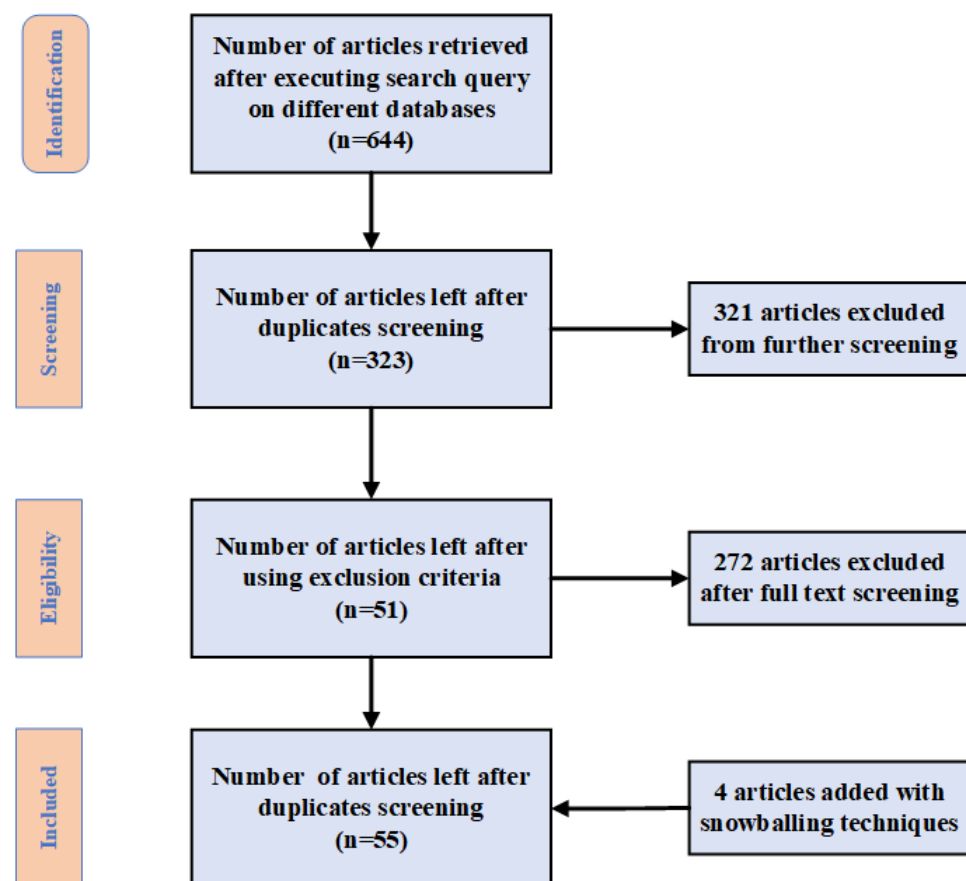 Identification
Number of articles retrieved
after executing search query
on different databases
(n=644)
Screening
Number of articles left after
duplicates screening
(n=323)
321 articles excluded
from further screening
Eligibility
Number of articles left after
using exclusion criteria
(n=51)
272 articles excluded
after full text screening
Included
Number of articles left after
duplicates screening
(n=55)
4 articles added with
snowballing techniques